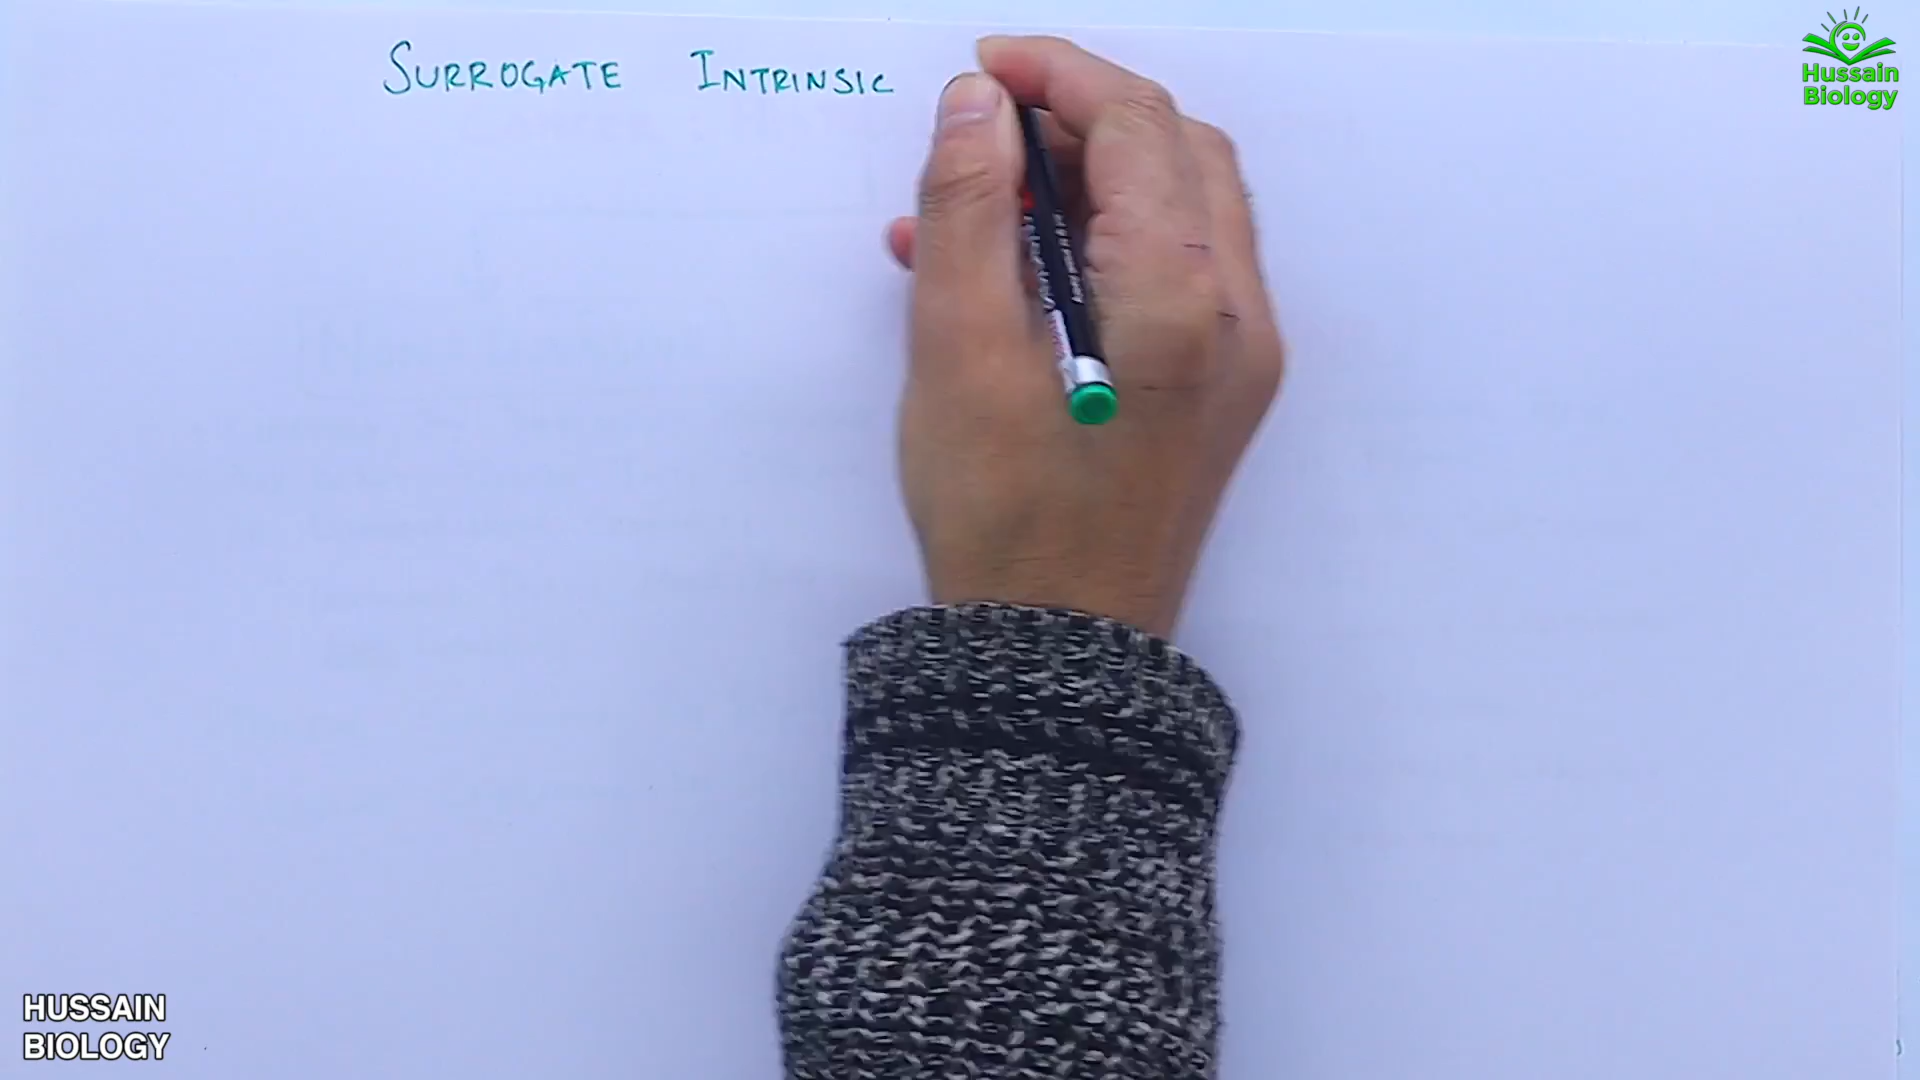 SURROGATE INTRINSIC
Hussain
Biology
HUSSAIN
BIOLOGY